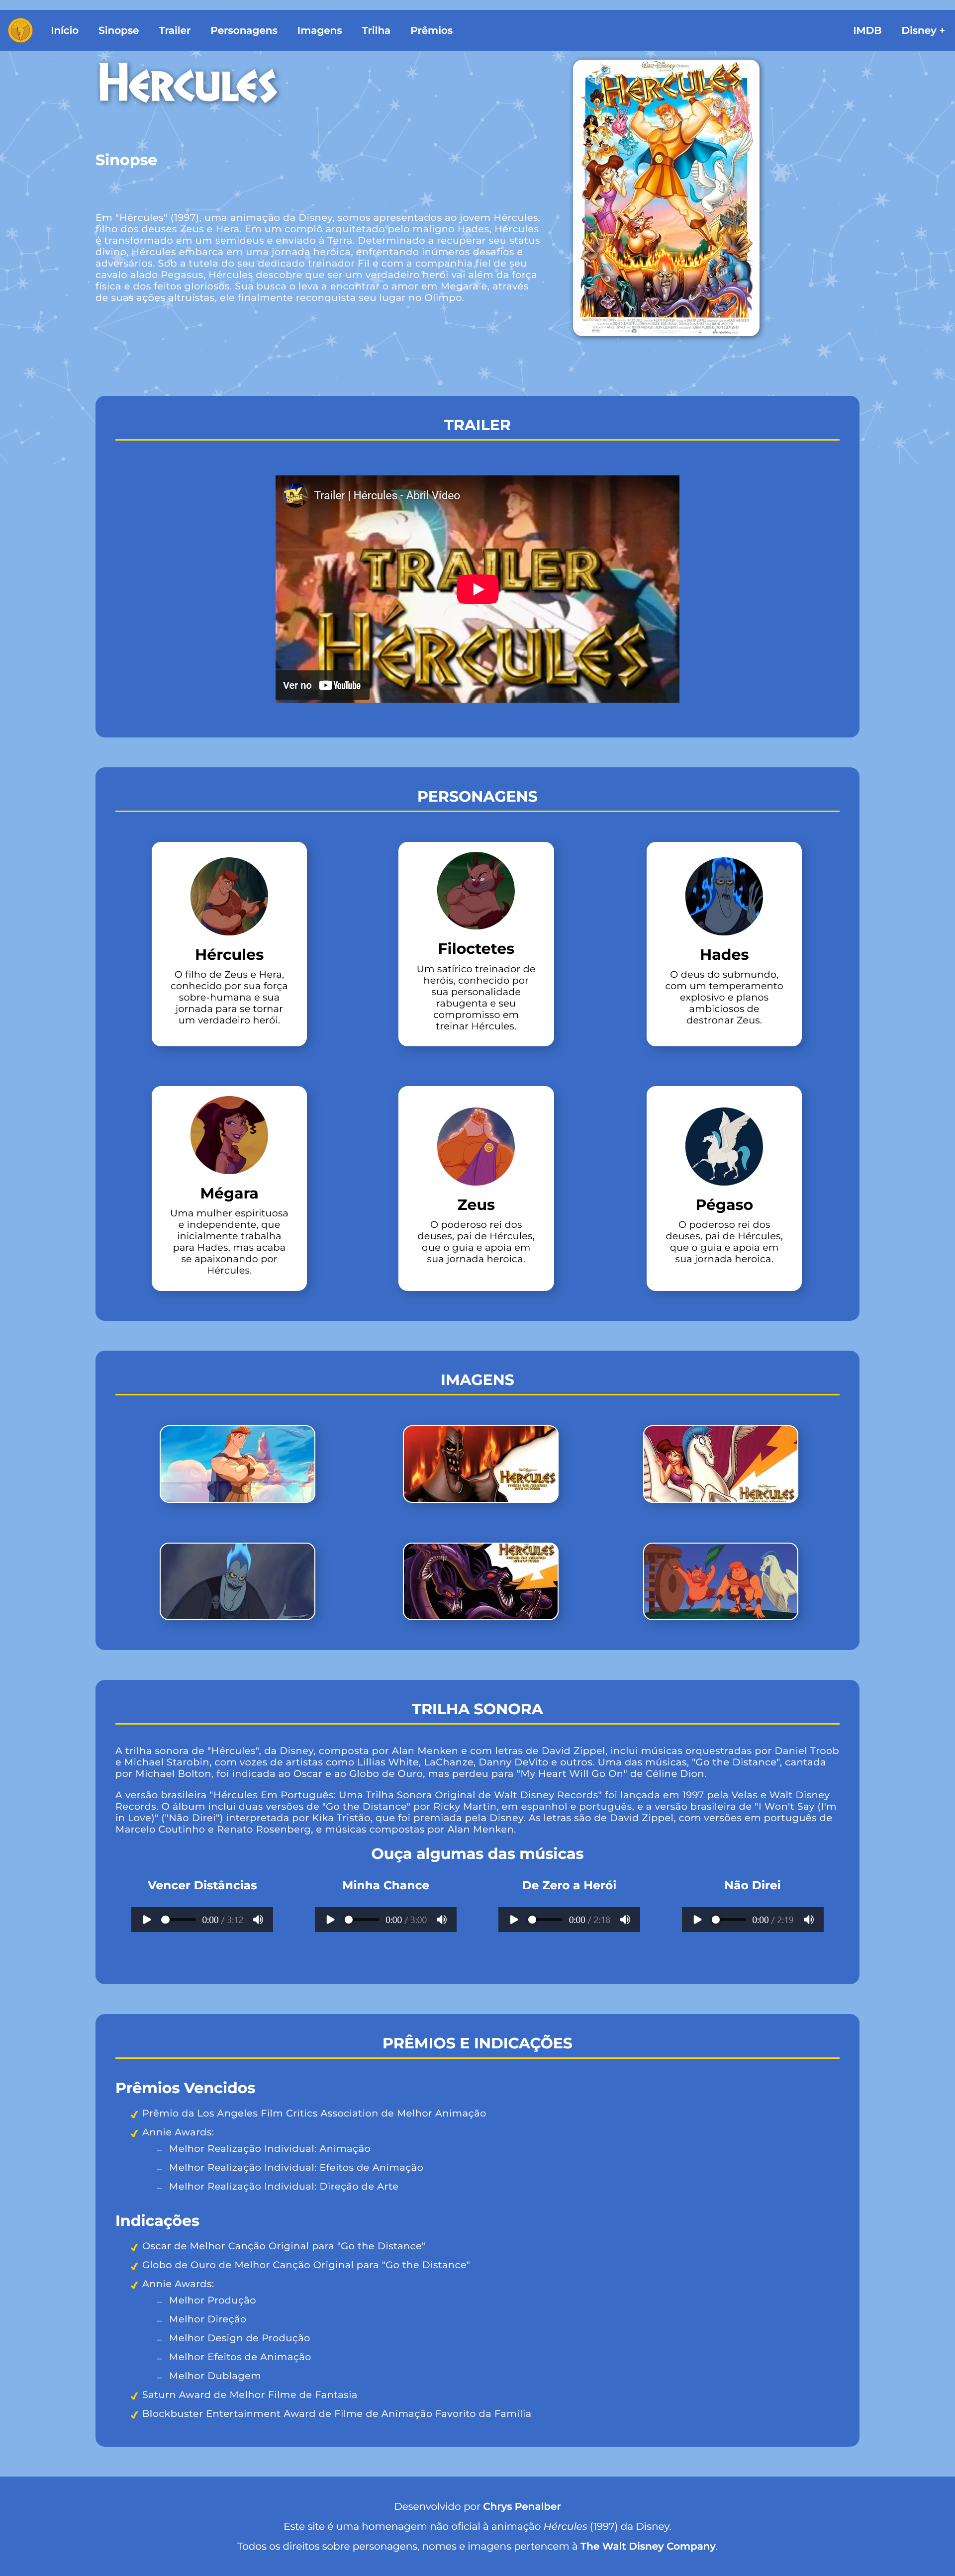 Início Sinopse Trailer Personagens Imagens Trilha Prêmios IMDB Disney +
HERCULES
Sinopse
Em "Hércules" (1997), uma animação da Disney, somos apresentados ao jovem Hércules,
filho dos deuses Zeus e Hera. Em um complô arquitetado pelo maligno Hades, Hércules
é transformado em um semideus e enviado à Terra. Determinado a recuperar seu status
divino, Hércules embarca em uma jornada heróica, enfrentando inúmeros desafios e
adversários. Sob a tutela do seu dedicado treinador Fil e com a companhia fiel de seu
cavalo alado Pegasus, Hércules descobre que ser um verdadeiro herói vai além da força
física e dos feitos gloriosos. Sua busca o leva a encontrar o amor em Megara e, através
de suas ações altruístas, ele finalmente reconquista seu lugar no Olimpo.
HERCULES
TRAILER
Trailer | Hércules - Abril Vídeo
TRAILER
HERCULES
Ver no YouTube
PERSONAGENS
Hércules
O filho de Zeus e Hera,
conhecido por sua força
sobre-humana e sua
jornada para se tornar
um verdadeiro herói.
Filoctetes
Um satírico treinador de
heróis, conhecido por
sua personalidade
rabugenta e seu
compromisso em
treinar Hércules.
Hades
O deus do submundo,
com um temperamento
explosivo e planos
ambiciosos de
destronar Zeus.
Mégara
Uma mulher espirituosa
e independente, que
inicialmente trabalha
para Hades, mas acaba
se apaixonando por
Hércules.
Zeus
O poderoso rei dos
deuses, pai de Hércules,
que o guia e apoia em
sua jornada heroica.
Pégaso
O poderoso rei dos
deuses, pai de Hércules,
que o guia e apoia em
sua jornada heroica.
IMAGENS
HERCULES
HERCULES
HERCULES
TRILHA SONORA
A trilha sonora de "Hércules", da Disney, composta por Alan Menken e com letras de David Zippel, inclui músicas orquestradas por Daniel Troob
e Michael Starobin, com vozes de artistas como Lillias White, LaChanze, Danny DeVito e outros. Uma das músicas, "Go the Distance", cantada
por Michael Bolton, foi indicada ao Oscar e ao Globo de Ouro, mas perdeu para "My Heart Will Go On" de Céline Dion.
A versão brasileira "Hércules Em Português: Uma Trilha Sonora Original de Walt Disney Records" foi lançada em 1997 pela Velas e Walt Disney
Records. O álbum inclui duas versões de "Go the Distance" por Ricky Martin, em espanhol e português, e a versão brasileira de "I Won't Say (I'm
in Love)" ("Não Direi") interpretada por Kika Tristão, que foi premiada pela Disney. As letras são de David Zippel, com versões em português de
Marcelo Coutinho e Renato Rosenberg, e músicas compostas por Alan Menken.
Ouça algumas das músicas
Vencer Distâncias Minha Chance De Zero a Herói Não Direi
0:00 / 3:12 0:00 / 3:00 0:00 / 2:18 0:00 / 2:19
PRÊMIOS E INDICAÇÕES
Prêmios Vencidos
Prêmio da Los Angeles Film Critics Association de Melhor Animação
Annie Awards:
Melhor Realização Individual: Animação
Melhor Realização Individual: Efeitos de Animação
Melhor Realização Individual: Direção de Arte
Indicações
Oscar de Melhor Canção Original para "Go the Distance"
Globo de Ouro de Melhor Canção Original para "Go the Distance"
Annie Awards:
Melhor Produção
Melhor Direção
Melhor Design de Produção
Melhor Efeitos de Animação
Melhor Dublagem
Saturn Award de Melhor Filme de Fantasia
Blockbuster Entertainment Award de Filme de Animação Favorito da Família
Desenvolvido por Chrys Penalber
Este site é uma homenagem não oficial à animação Hércules (1997) da Disney.
Todos os direitos sobre personagens, nomes e imagens pertencem à The Walt Disney Company.